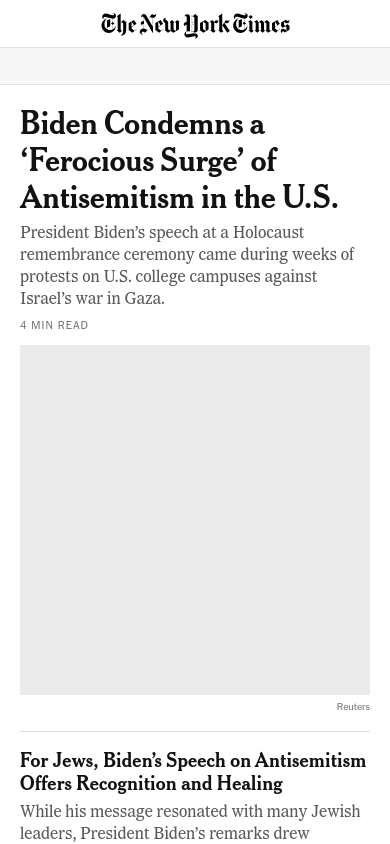 The New York Times
Biden Condemns a
‘Ferocious Surge’ of
Antisemitism in the U.S.
President Biden’s speech at a Holocaust
remembrance ceremony came during weeks of
protests on U.S. college campuses against
Israel’s war in Gaza.
4 MIN READ
Reuters
For Jews, Biden’s Speech on Antisemitism
Offers Recognition and Healing
While his message resonated with many Jewish
leaders, President Biden’s remarks drew